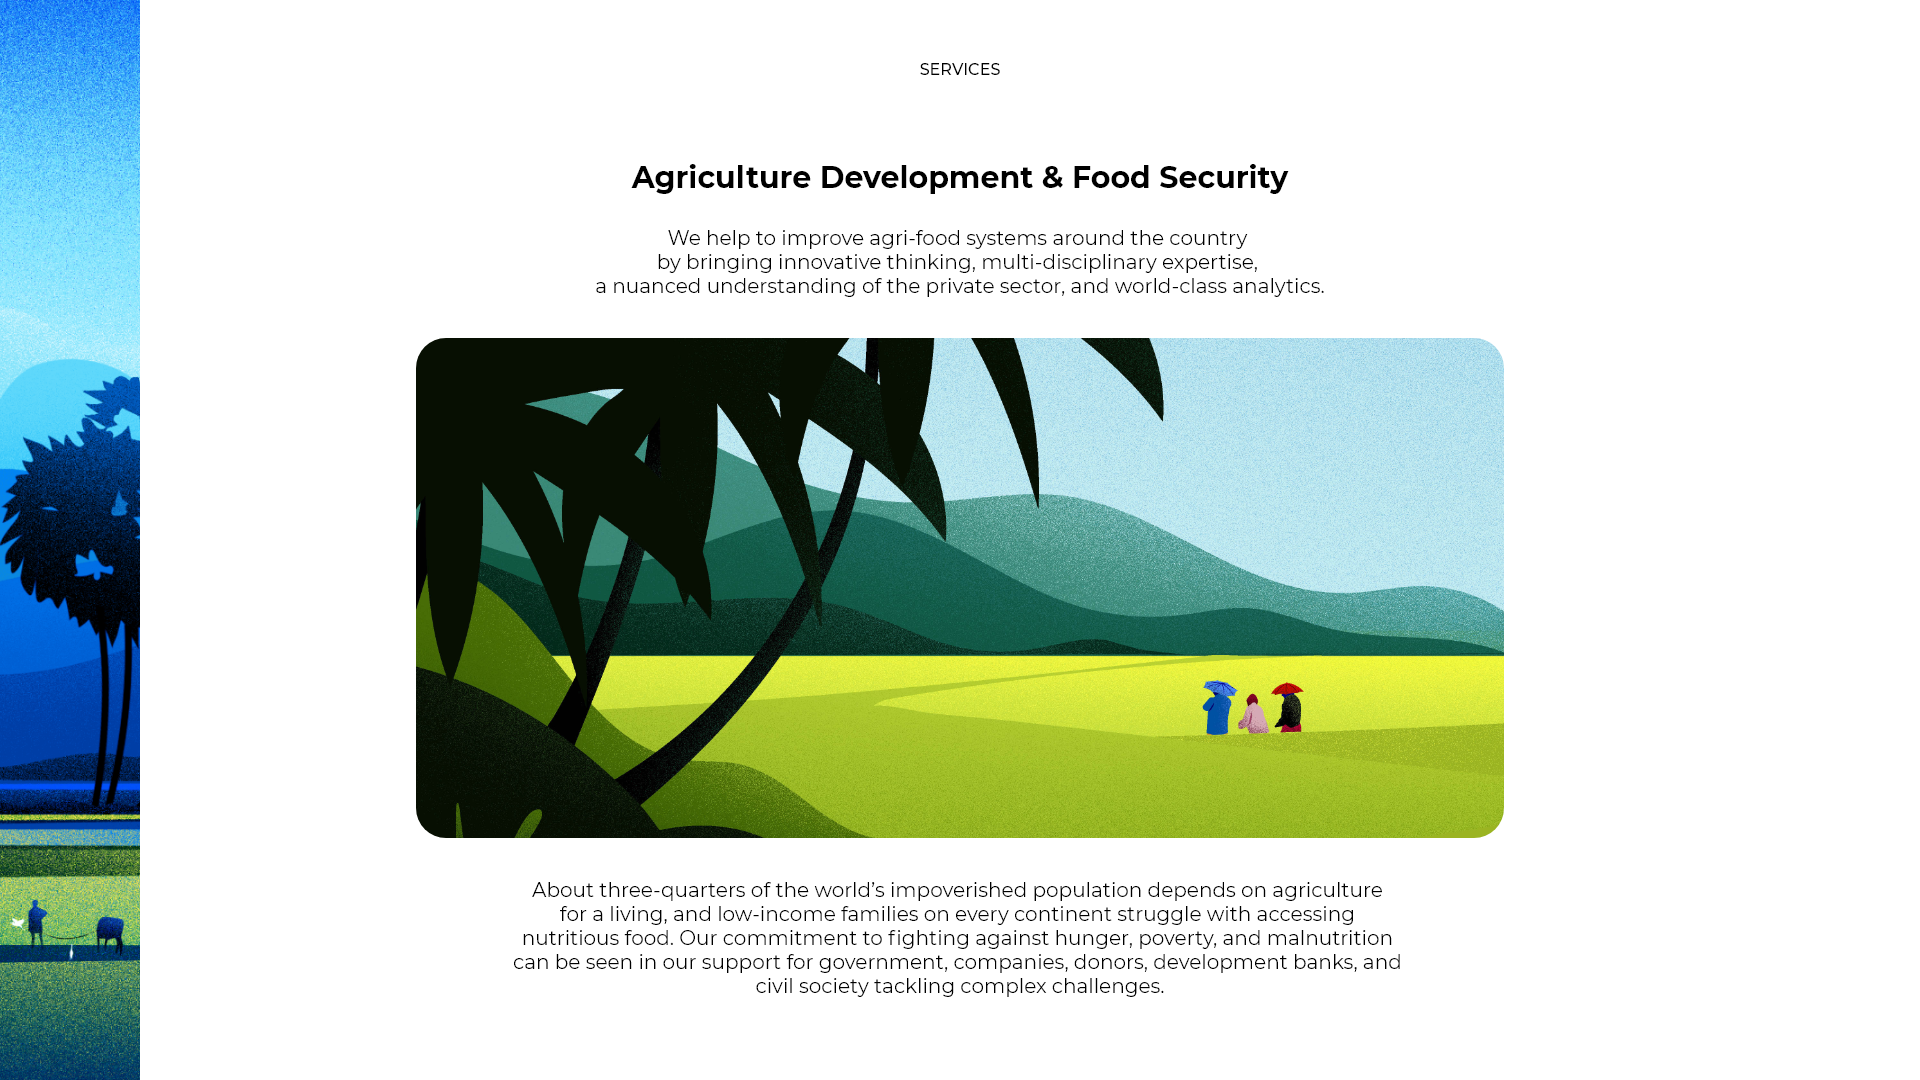 SERVICES
Agriculture Development & Food Security
We help to improve agri-food systems around the country
by bringing innovative thinking, multi-disciplinary expertise,
a nuanced understanding of the private sector, and world-class analytics.
About three-quarters of the world’s impoverished population depends on agriculture
for a living, and low-income families on every continent struggle with accessing
nutritious food. Our commitment to fighting against hunger, poverty, and malnutrition
can be seen in our support for government, companies, donors, development banks, and
civil society tackling complex challenges.